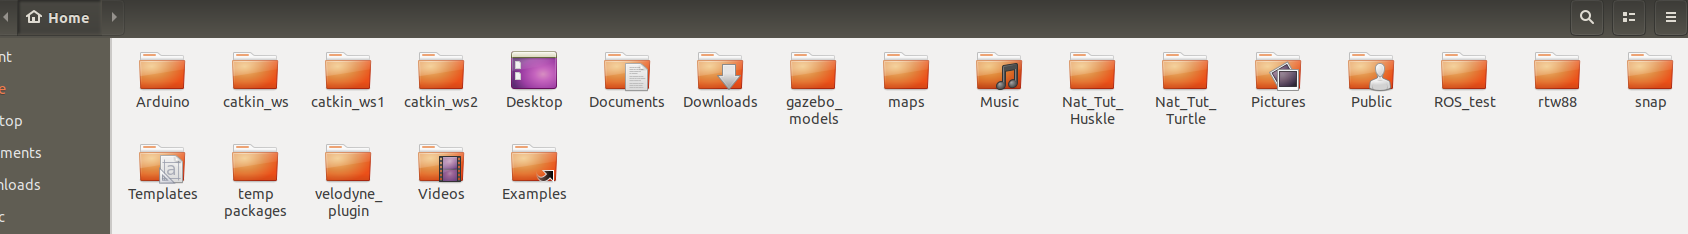 Home
nt
e
top
ments
nloads
c
Arduino
catkin_ws
catkin_ws1
catkin_ws2
Desktop
Documents
Downloads
gazebo_
models
maps
Music
Nat_Tut_
Huskle
Nat_Tut_
Turtle
Pictures
Public
ROS_test
rtw88
snap
Templates
temp
packages
velodyne_
plugin
Videos
Examples